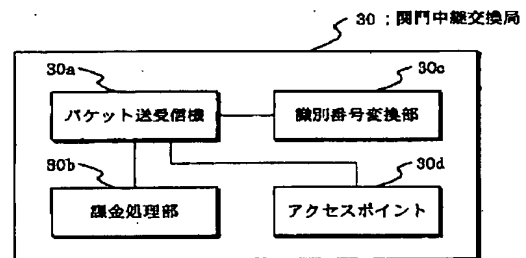 30 ; 関門中継交換局
30a
30c
パケット送受信機
識別番号変換部
30b
30d
課金処理部
アクセスポイント